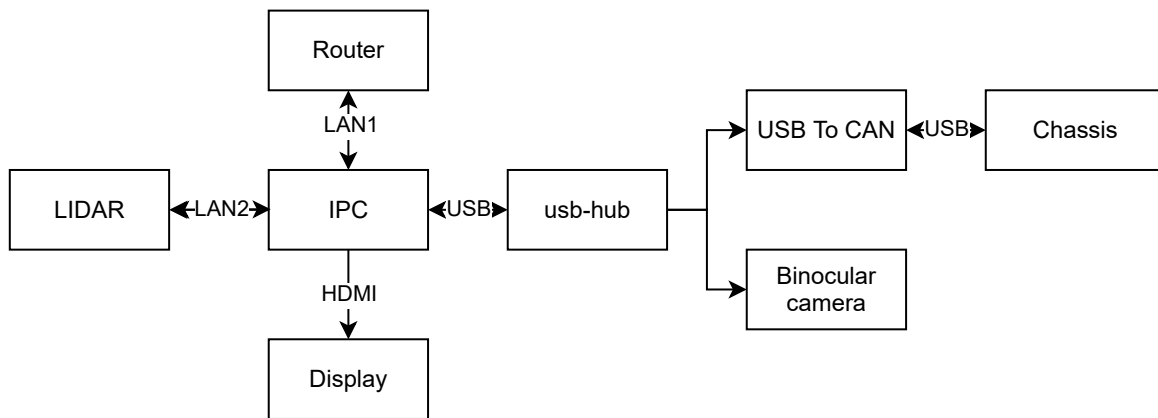 Router
LAN1
USB To CAN
USB
Chassis
LIDAR
LAN2
IPC
USB
usb-hub
HDMI
Binocular
camera
Display